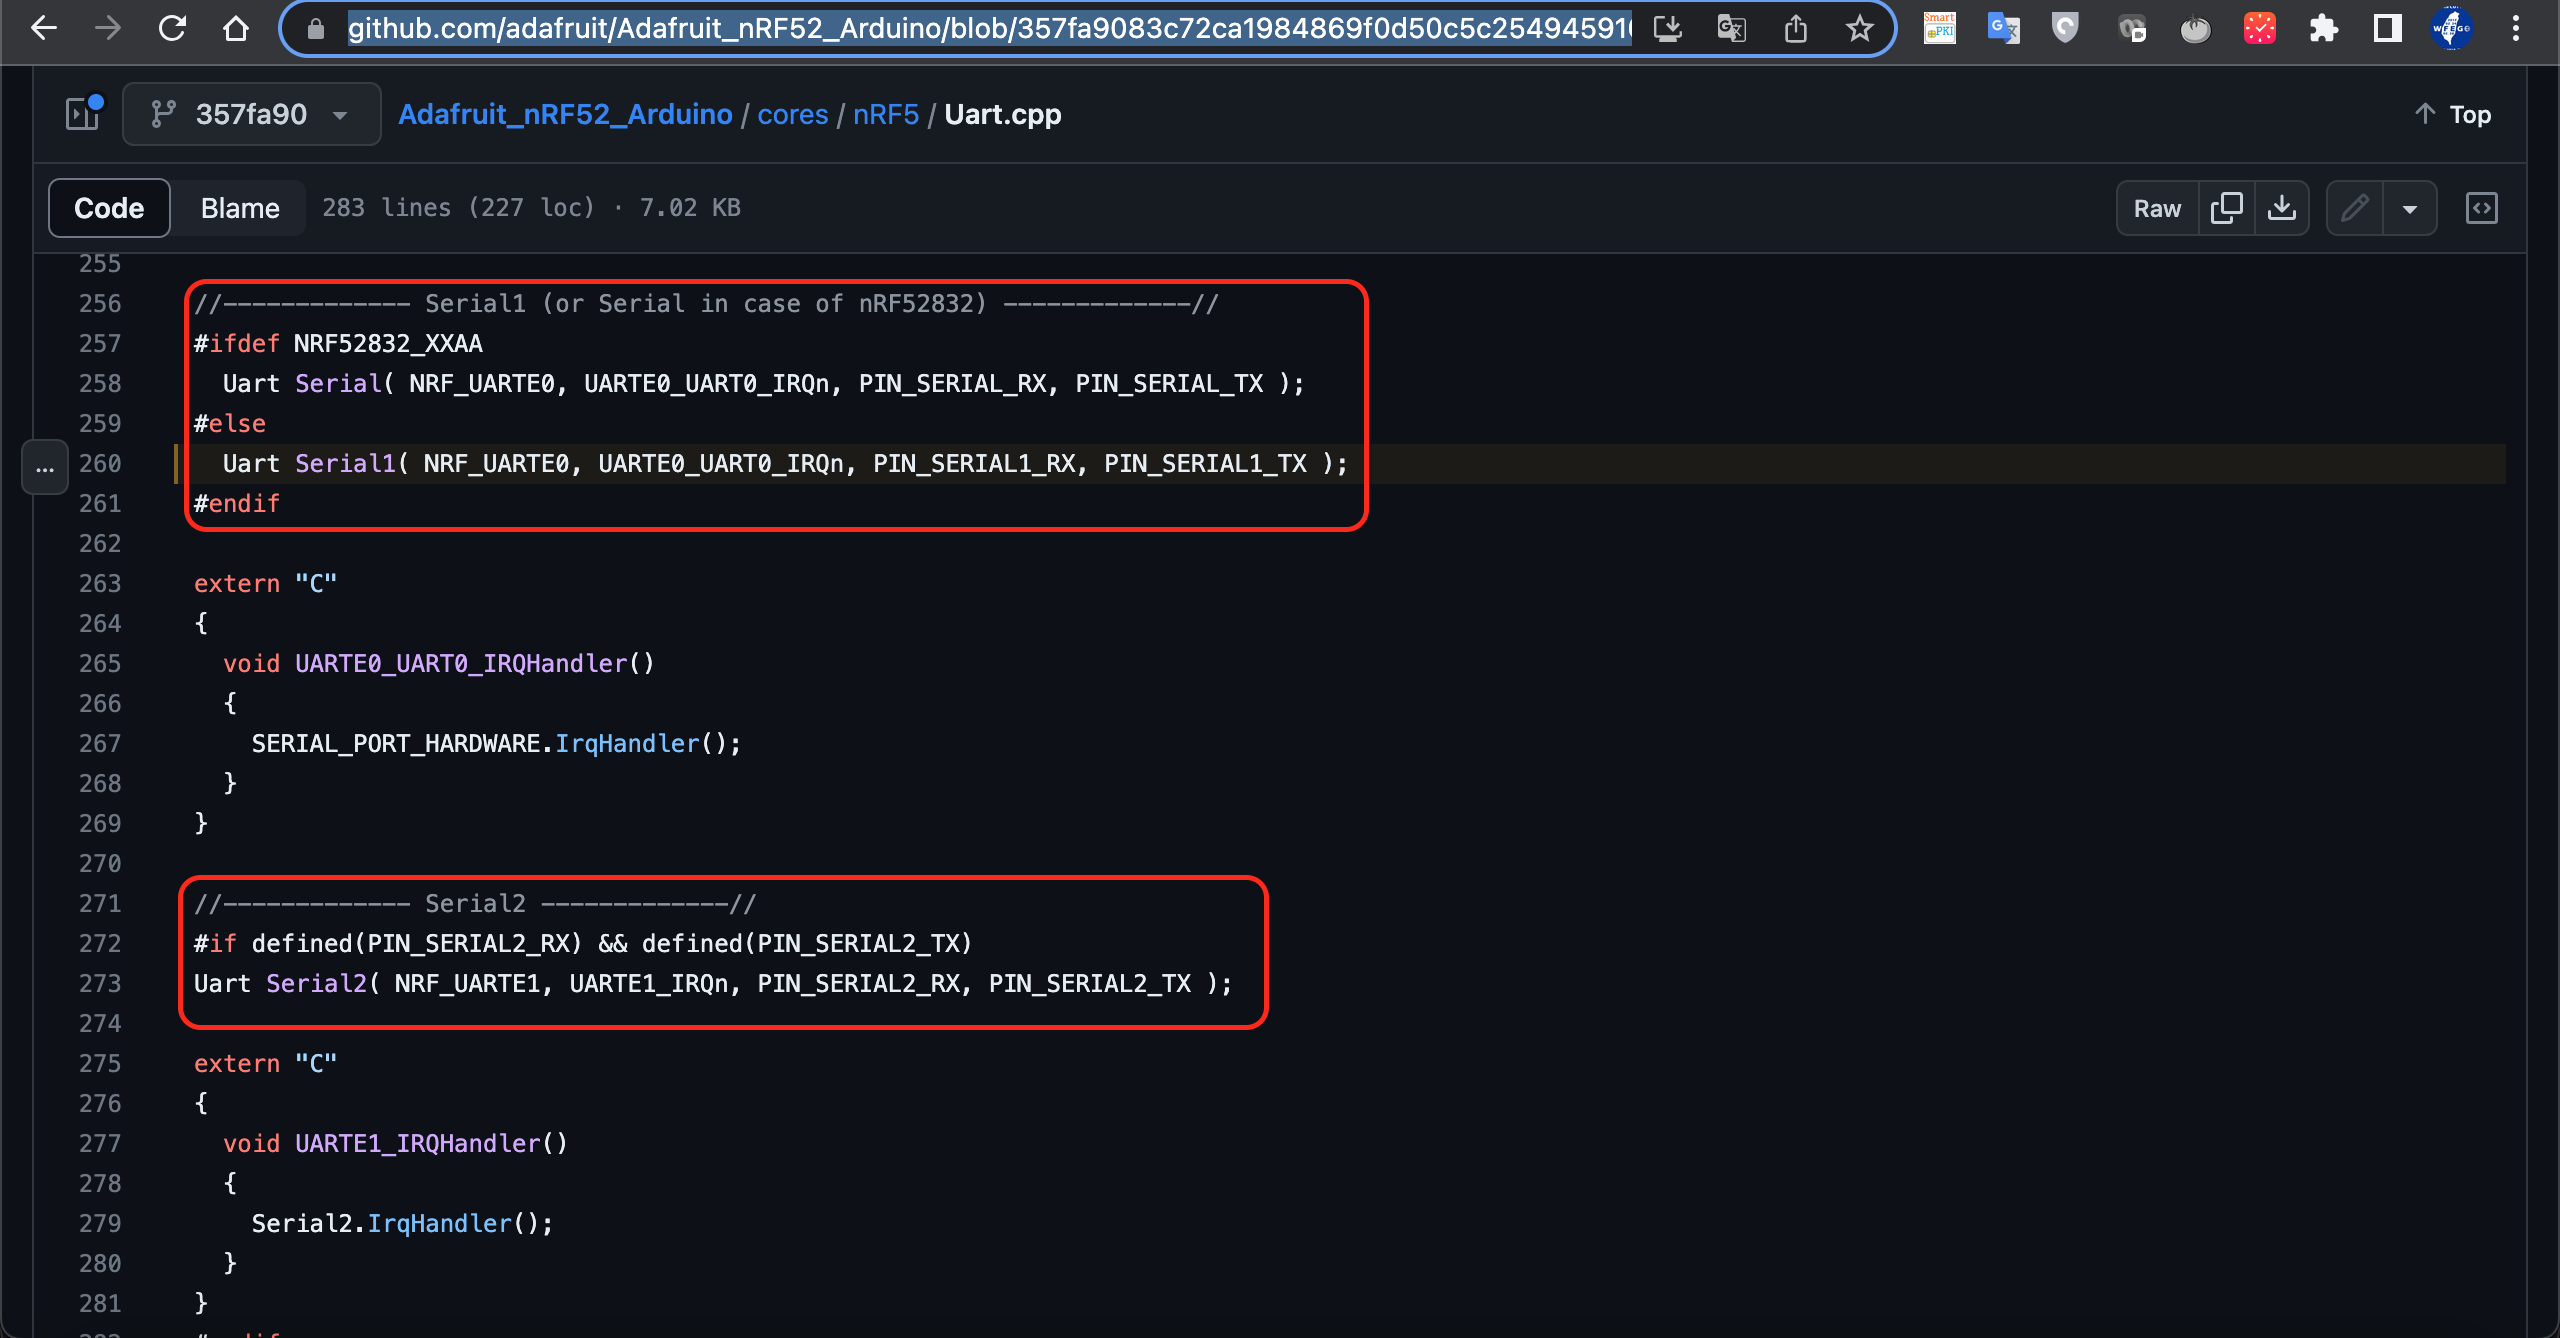 github.com/adafruit/Adafruit_nRF52_Arduino/blob/357fa9083c72ca1984869f0d50c5c25494591
357fa90
Adafruit_nRF52_Arduino / cores / nRF5 / Uart.cpp
Top
Code Blame 283 lines (227 loc) · 7.02 KB
Raw
255
256 //------------- Serial1 (or Serial in case of nRF52832) -------------//
257 #ifdef NRF52832_XXAA
258 Uart Serial( NRF_UARTE0, UARTE0_UART0_IRQn, PIN_SERIAL_RX, PIN_SERIAL_TX );
259 #else
... 260 Uart Serial1( NRF_UARTE0, UARTE0_UART0_IRQn, PIN_SERIAL1_RX, PIN_SERIAL1_TX );
261 #endif
262
263 extern "C"
264 {
265 void UARTE0_UART0_IRQHandler()
266 {
267 SERIAL_PORT_HARDWARE.IrqHandler();
268 }
269 }
270
271 //------------- Serial2 -------------//
272 #if defined(PIN_SERIAL2_RX) && defined(PIN_SERIAL2_TX)
273 Uart Serial2( NRF_UARTE1, UARTE1_IRQn, PIN_SERIAL2_RX, PIN_SERIAL2_TX );
274
275 extern "C"
276 {
277 void UARTE1_IRQHandler()
278 {
279 Serial2.IrqHandler();
280 }
281 }